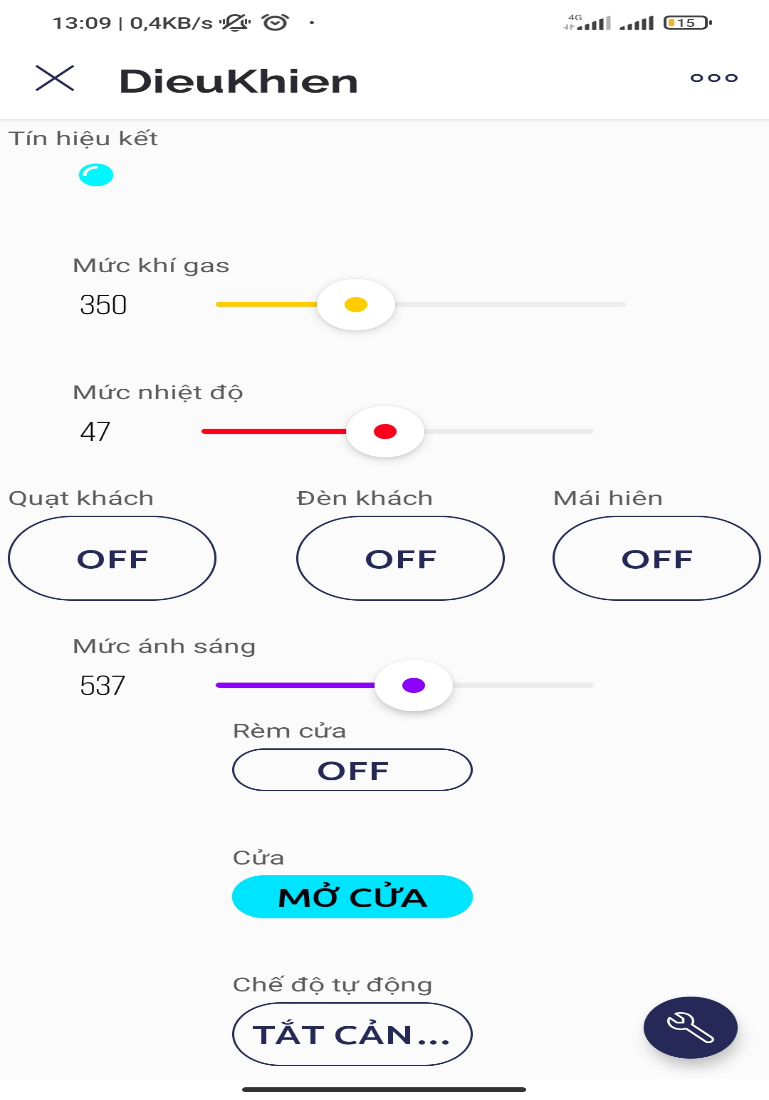 13:09 | 0,4KB/s
4G
15
DieuKhien
Tín hiệu kết
Mức khí gas
350
Mức nhiệt độ
47
Quạt khách
Đèn khách
Mái hiên
OFF
OFF
OFF
Mức ánh sáng
537
Rèm cửa
OFF
Cửa
MỞ CỬA
Chế độ tự động
TẮT CẢN...